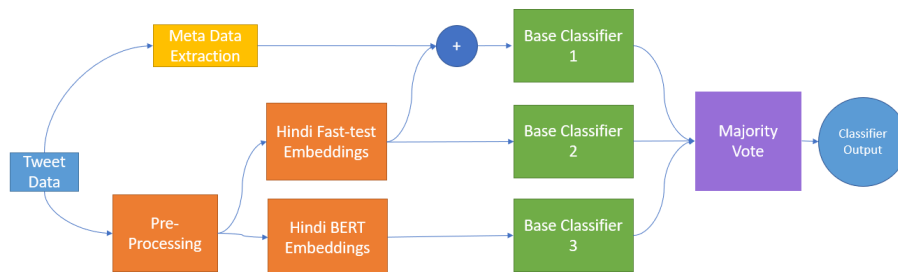 Meta Data
Extraction
+
Base Classifier
1
Hindi Fast-test
Embeddings
Base Classifier
2
Majority
Vote
Classifier
Output
Tweet
Data
Pre-
Processing
Hindi BERT
Embeddings
Base Classifier
3